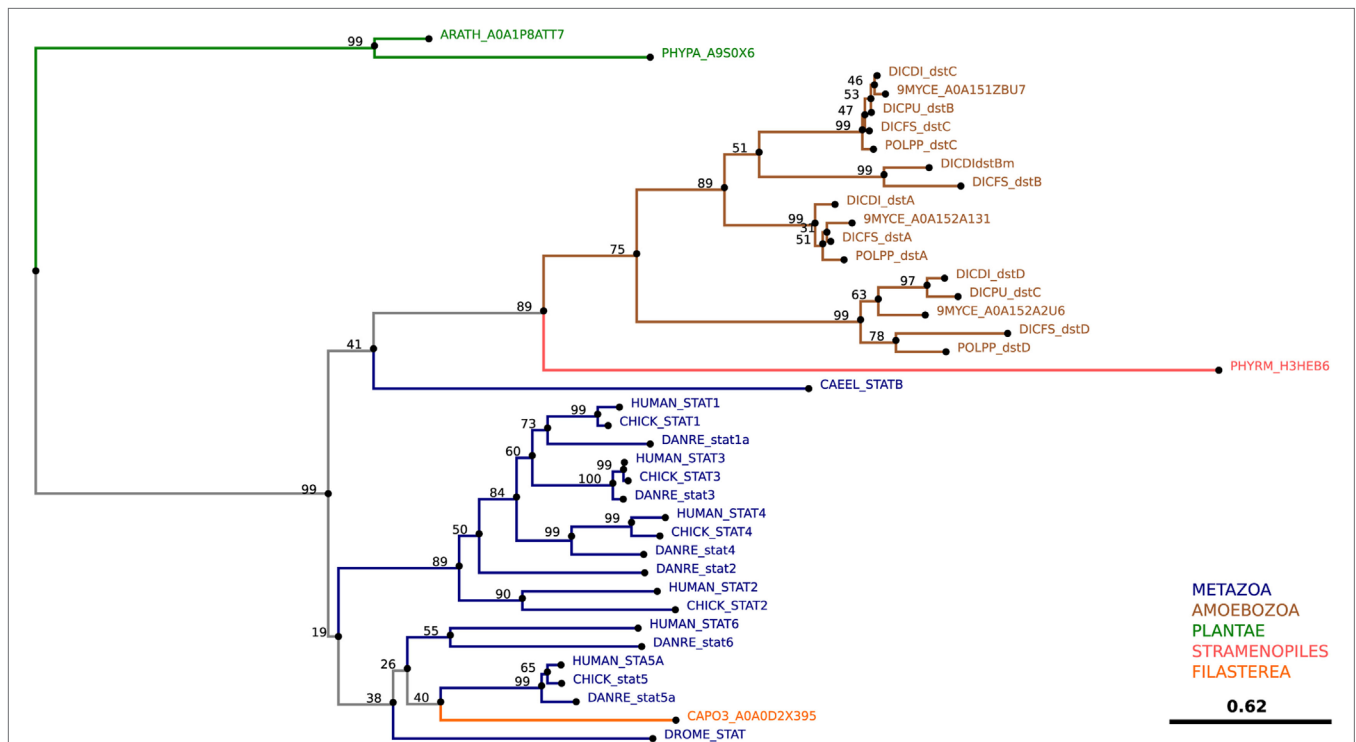 ARATH_A0A1P8ATT7
99
PHYPA_A9S0X6
DICDI_dstC
46
9MYCE_A0A151ZBU7
53
DICPU_dstB
47
99
DICFS_dstC
POLPP_dstC
51
DICDIdstBm
99
DICFS_dstB
89
DICDI_dstA
99
9MYCE_A0A152A131
31
DICFS_dstA
51
POLPP_dstA
75
DICDI_dstD
97
DICPU_dstC
63
9MYCE_A0A152A2U6
99
DICFS_dstD
78
POLPP_dstD
89
PHYRM_H3HEB6
41
CAEEL_STATB
HUMAN_STAT1
99
CHICK_STAT1
73
DANRE_stat1a
60
HUMAN_STAT3
99
CHICK_STAT3
100
DANRE_stat3
84
HUMAN_STAT4
99
CHICK_STAT4
99
DANRE_stat4
50
DANRE_stat2
89
HUMAN_STAT2
90
CHICK_STAT2
99
HUMAN_STAT6
55
DANRE_stat6
19
HUMAN_STA5A
65
CHICK_stat5
99
DANRE_stat5a
26
40
CAPO3_A0A0D2X395
38
DROME_STAT
METAZOA
AMOEBOZOA
PLANTAE
STRAMENOPILES
FILASTEREA
0.62